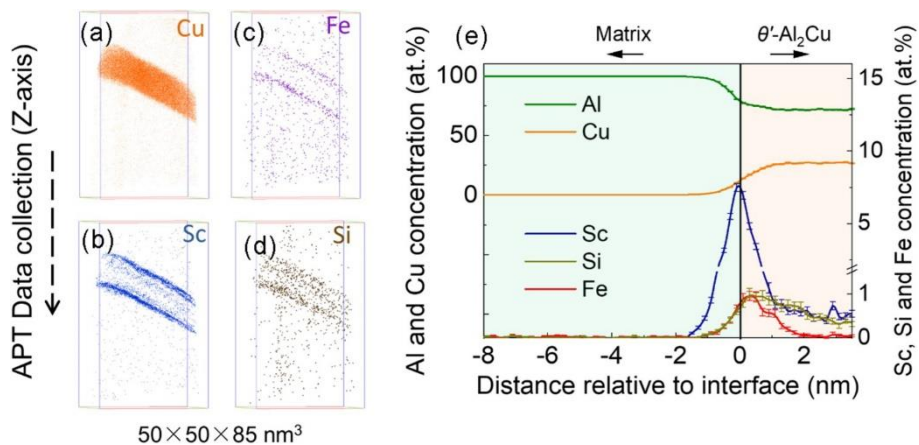 (a)
Cu
(c)
Fe
(b)
Sc
(d)
Si
APT Data collection (Z-axis)
50×50×85 nm³
(e)
Matrix
θ′-Al₂Cu
Al and Cu concentration (at.%)
100
50
0
Al
Cu
Sc
Si
Fe
15
10
5
1
0
Sc, Si and Fe concentration (at.%)
-8
-6
-4
-2
0
2
Distance relative to interface (nm)